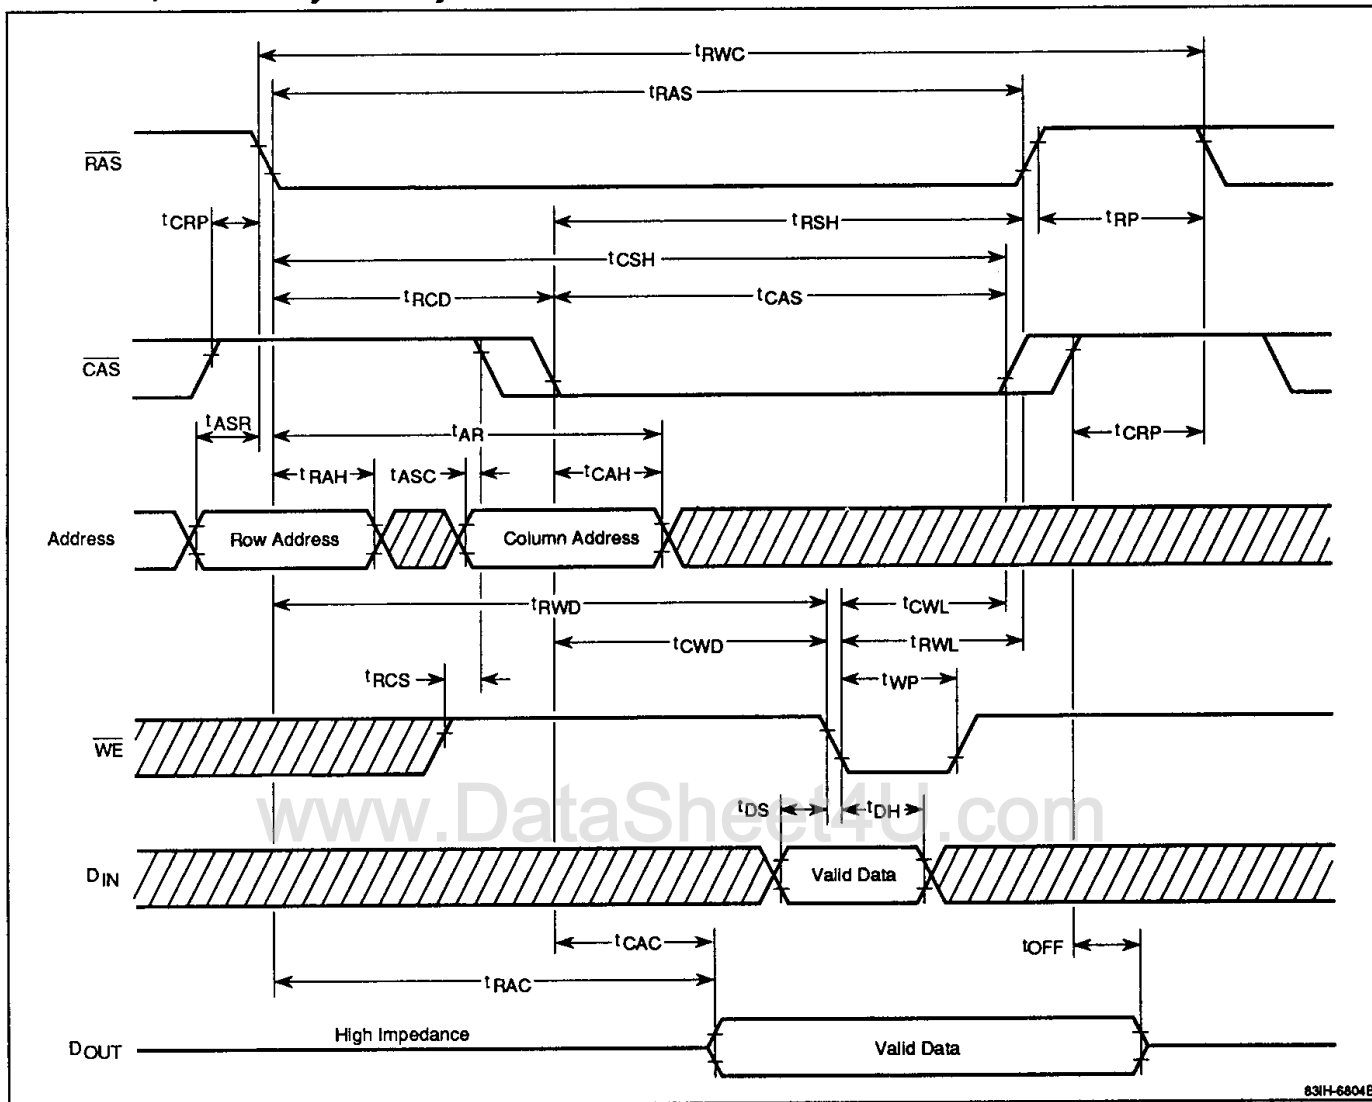 tRWC
tRAS
RAS
tCRP
tRSH
tRP
tCSH
tRCD
tCAS
CAS
tASR
tAR
tCRP
tRAH
tASC
tCAH
Address
Row Address
Column Address
tRWD
tCWL
tCWD
tRWL
tRCS
tWP
WE
www.DataSheet4U.com
tDS
tDH
DIN
Valid Data
tCAC
tOFF
tRAC
High Impedance
DOUT
Valid Data
83IH-6804B